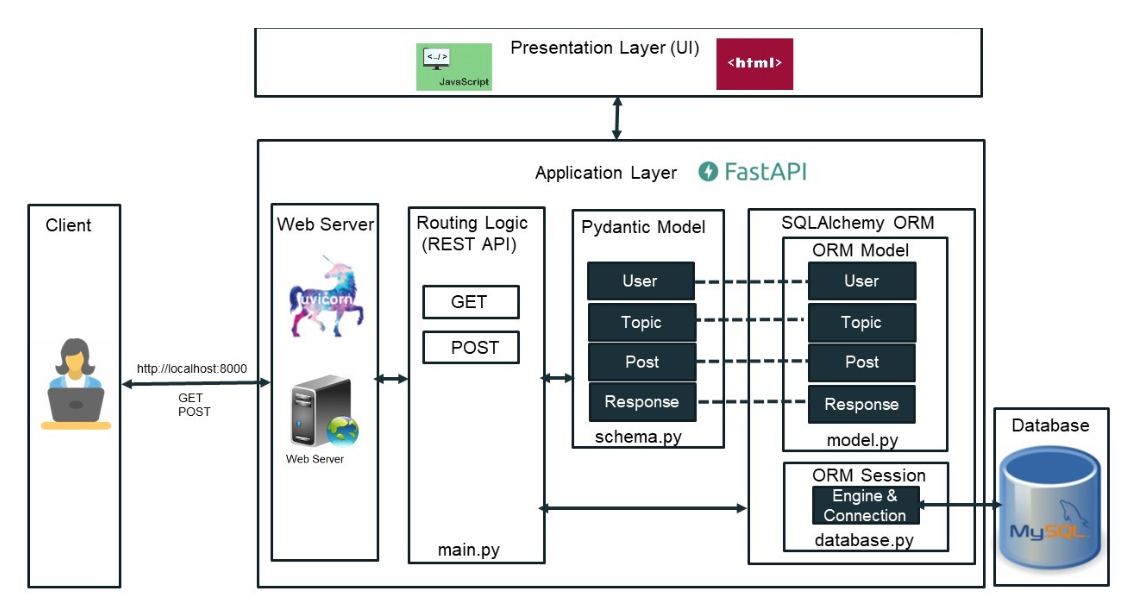 Presentation Layer (UI)
<../>
JavaScript
<html>
Application Layer
FastAPI
Client
http://localhost:8000
GET
POST
Web Server
uvicorn
Web Server
Routing Logic
(REST API)
GET
POST
main.py
Pydantic Model
User
Topic
Post
Response
schema.py
SQLAlchemy ORM
ORM Model
User
Topic
Post
Response
model.py
ORM Session
Engine &
Connection
database.py
Database
MySQL